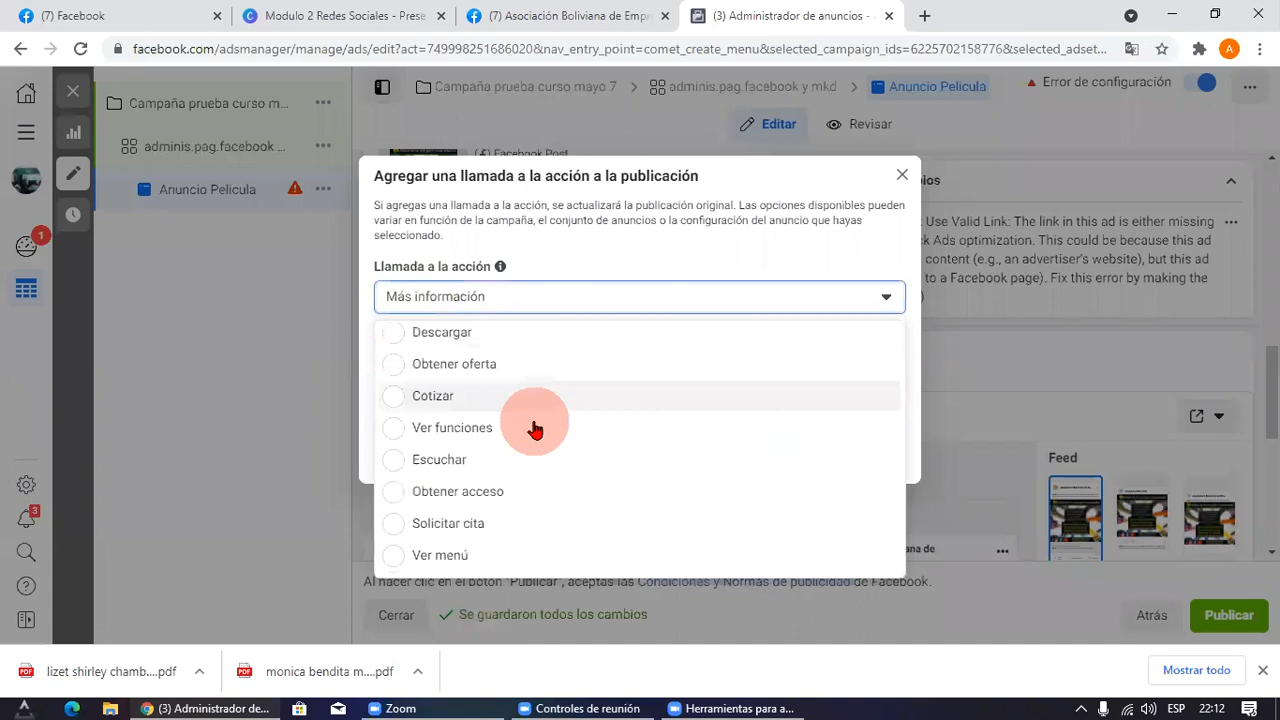 (7) Facebook
Modulo 2 Redes Sociales - Pres
(7) Asociación Boliviana de Empr
(3) Administrador de anuncios -
facebook.com/adsmanager/manage/ads/edit?act=749998251686020&nav_entry_point=comet_create_menu&selected_campaign_ids=6225702158776&selected_adset...
A
Campaña prueba curso m...
Campaña prueba curso mayo 7
adminis.pag.facebook y mkd
Anuncio Pelicula
Error de configuración
Editar
Revisar
adminis.pag.facebook ...
Facebook Post
Anuncio Pelicula
1
3
Agregar una llamada a la acción a la publicación
Si agregas una llamada a la acción, se actualizará la publicación original. Las opciones disponibles pueden
variar en función de la campaña, el conjunto de anuncios o la configuración del anuncio que hayas
seleccionado.
Llamada a la acción
Más información
Descargar
Obtener oferta
Cotizar
Ver funciones
Escuchar
Obtener acceso
Solicitar cita
Ver menú
Use Valid Link: The link in this ad is either missing
Ads optimization. This could be because this ad
content (e.g., an advertiser's website), but this ad
to a Facebook page). Fix this error by making the
Feed
Al hacer clic en el botón "Publicar", aceptas las Condiciones y Normas de publicidad de Facebook.
Cerrar
Se guardaron todos los cambios
Atrás
Publicar
lizet shirley chamb....pdf
monica bendita m....pdf
Mostrar todo
(3) Administrador de...
Zoom
Controles de reunión
Herramientas para a...
ESP
22:12